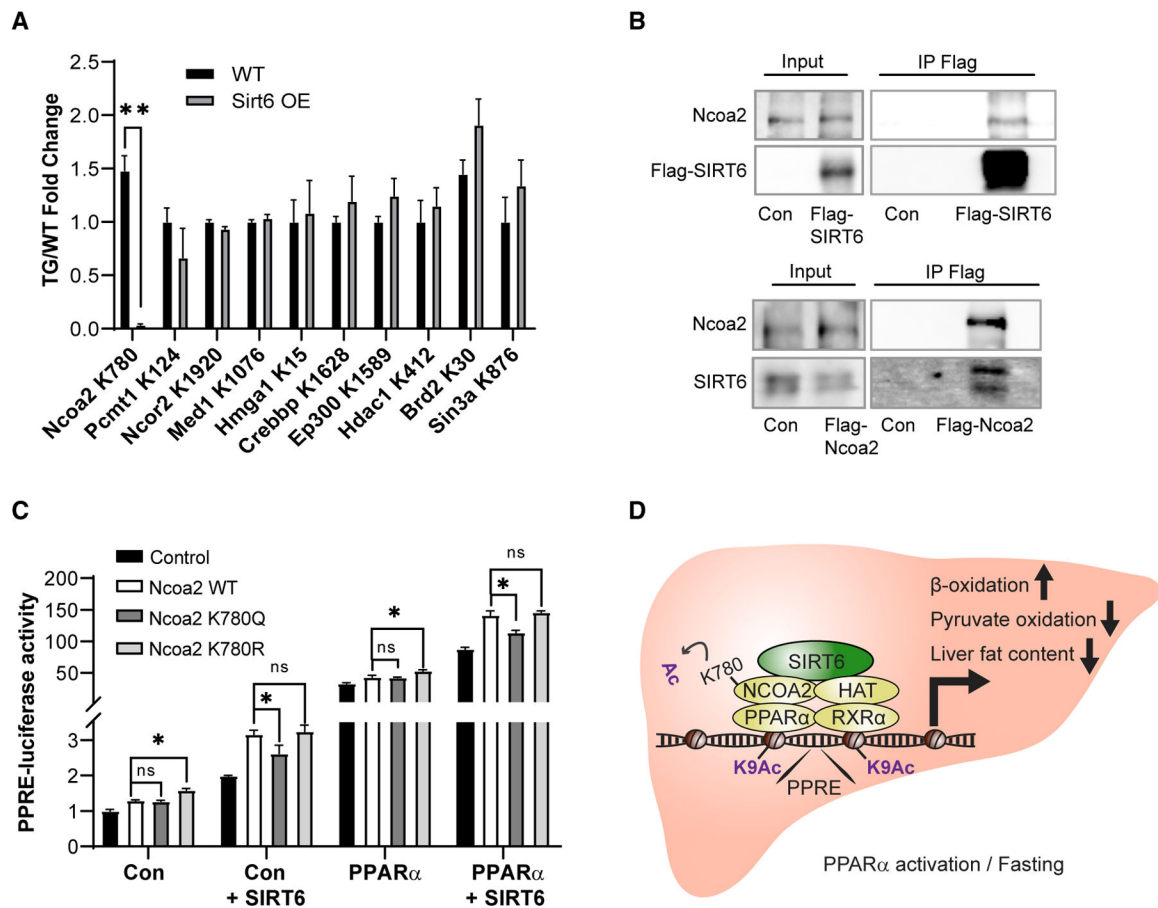 A
2.5
2.0
1.5
1.0
0.5
0.0
TG/WT Fold Change
WT
Sirt6 OE
**
Ncoa2 K780
Pcmt1 K124
Ncor2 K1920
Med1 K1076
Hmga1 K15
Crebbp K1628
Ep300 K1589
Hdac1 K412
Brd2 K30
Sin3a K876
B
Input
IP Flag
Ncoa2
Flag-SIRT6
Con
Flag-
SIRT6
Con
Flag-SIRT6
Input
IP Flag
Ncoa2
SIRT6
Con
Flag-
Ncoa2
Con
Flag-Ncoa2
C
Control
Ncoa2 WT
Ncoa2 K780Q
Ncoa2 K780R
200
150
100
50
3
2
1
0
PPRE-luciferase activity
ns
*
*
ns
ns
*
*
ns
Con
Con
+ SIRT6
PPARα
PPARα
+ SIRT6
D
β-oxidation
Pyruvate oxidation
Liver fat content
Ac
K780
SIRT6
NCOA2
HAT
PPARα
RXRα
K9Ac
K9Ac
PPRE
PPARα activation / Fasting